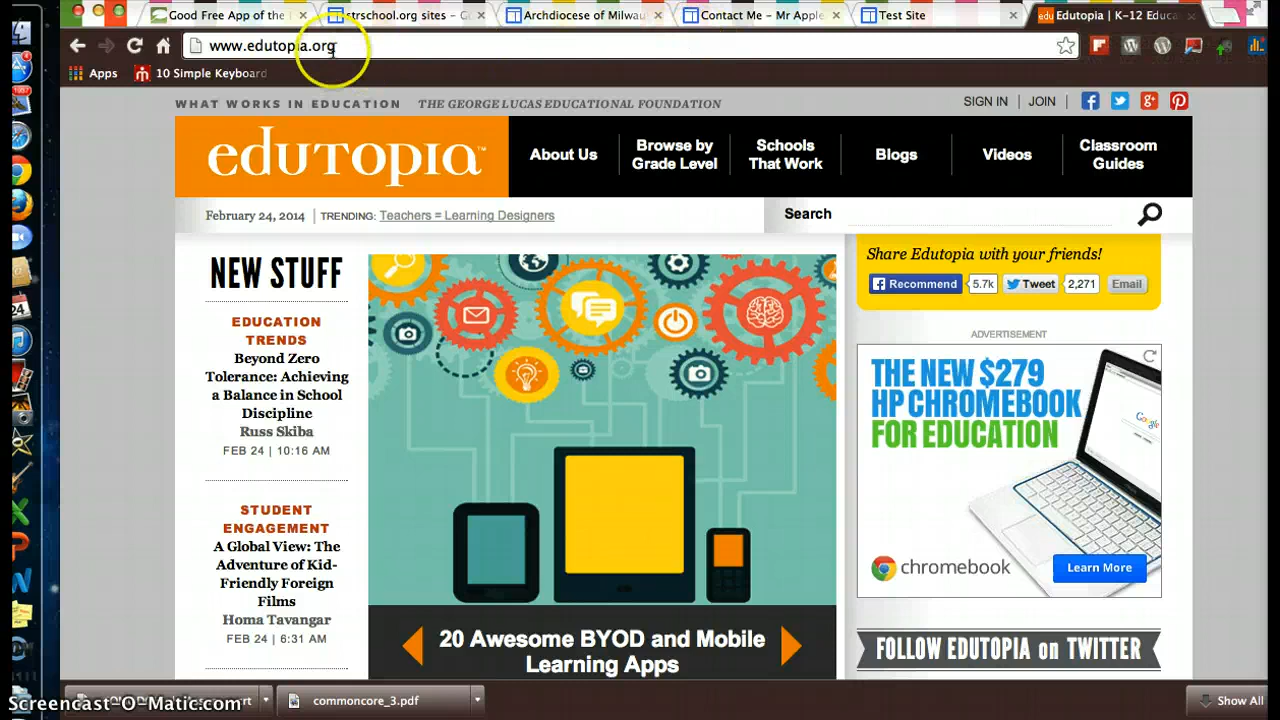 Good Free App of the
strschool.org sites – Go
Archdiocese of Milwau
Contact Me – Mr Apple
Test Site
edu Edutopia | K-12 Educa
www.edutopia.org
Apps
10 Simple Keyboard
WHAT WORKS IN EDUCATION
THE GEORGE LUCAS EDUCATIONAL FOUNDATION
SIGN IN | JOIN
edutopia™
About Us
Browse by
Grade Level
Schools
That Work
Blogs
Videos
Classroom
Guides
February 24, 2014 | TRENDING: Teachers = Learning Designers
Search
NEW STUFF
EDUCATION
TRENDS
Beyond Zero
Tolerance: Achieving
a Balance in School
Discipline
Russ Skiba
FEB 24 | 10:16 AM
STUDENT
ENGAGEMENT
A Global View: The
Adventure of Kid-
Friendly Foreign
Films
Homa Tavangar
FEB 24 | 6:31 AM
20 Awesome BYOD and Mobile
Learning Apps
Share Edutopia with your friends!
Recommend 5.7k Tweet 2,271 Email
ADVERTISEMENT
THE NEW $279
HP CHROMEBOOK
FOR EDUCATION
Google
chromebook
Learn More
FOLLOW EDUTOPIA on TWITTER
commoncore_3.pdf
Show All
Screencast-O-Matic.com